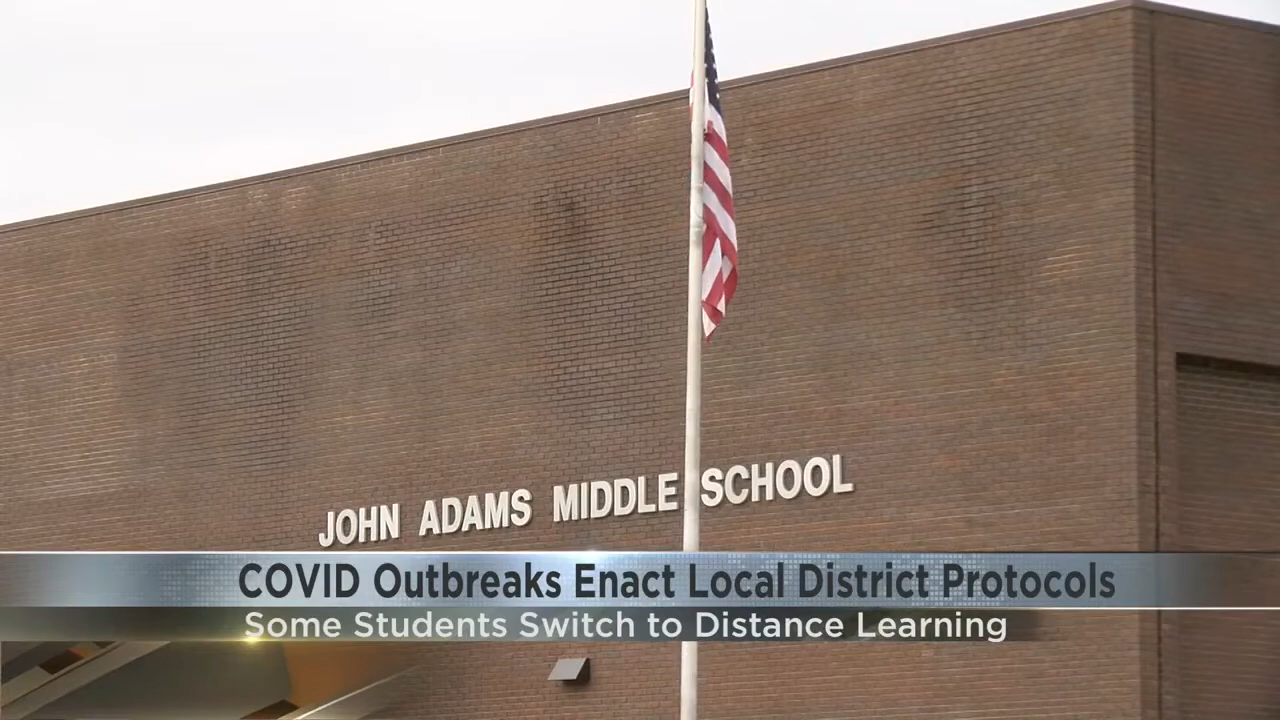 JOHN ADAMS MIDDLE SCHOOL
COVID Outbreaks Enact Local District Protocols
Some Students Switch to Distance Learning